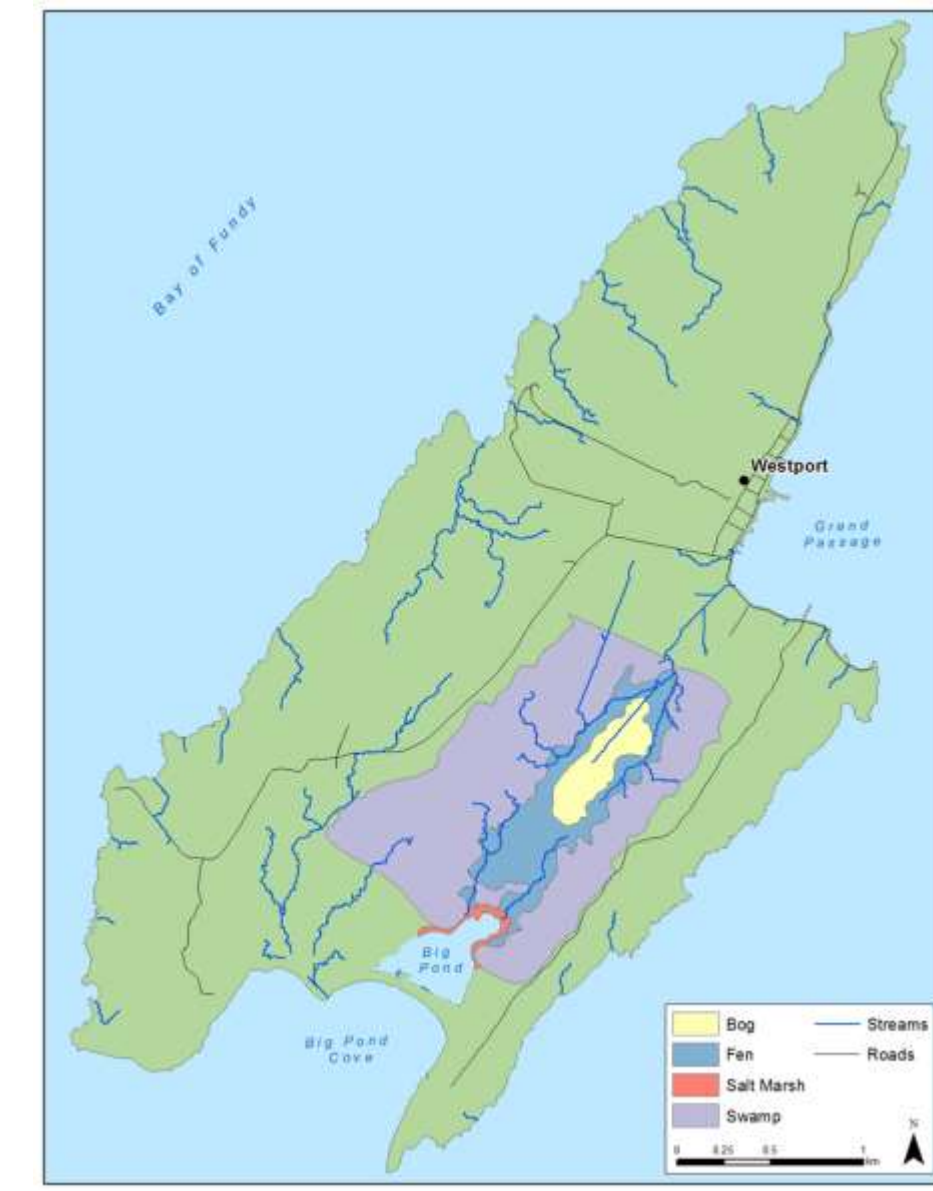 Bay of Fundy
Westport
Grand
Passage
Big
Pond
Big Pond
Cove
Bog
Fen
Salt Marsh
Swamp
Streams
Roads
N
0 0.25 0.5 1
km